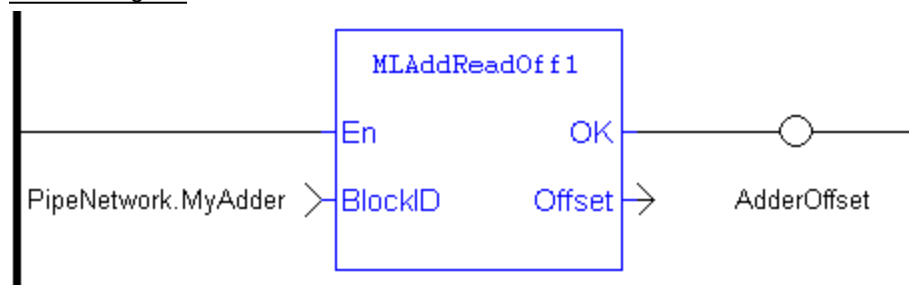 MLAddReadOff1
En OK
PipeNetwork.MyAdder BlockID Offset AdderOffset